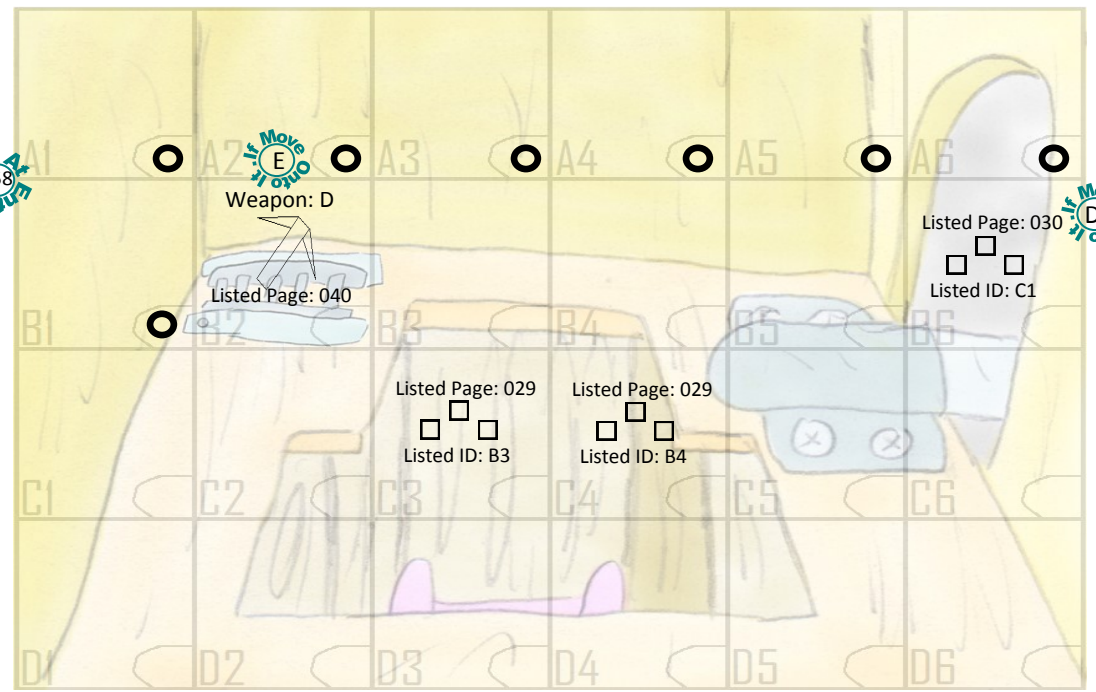 A1
A2
A3
A4
A5
A6
If Move Onto It
E
Weapon: D
Listed Page: 030
Listed ID: C1
Listed Page: 040
B1
B2
B3
B4
B5
B6
Listed Page: 029
Listed ID: B3
Listed Page: 029
Listed ID: B4
C1
C2
C3
C4
C5
C6
D1
D2
D3
D4
D5
D6